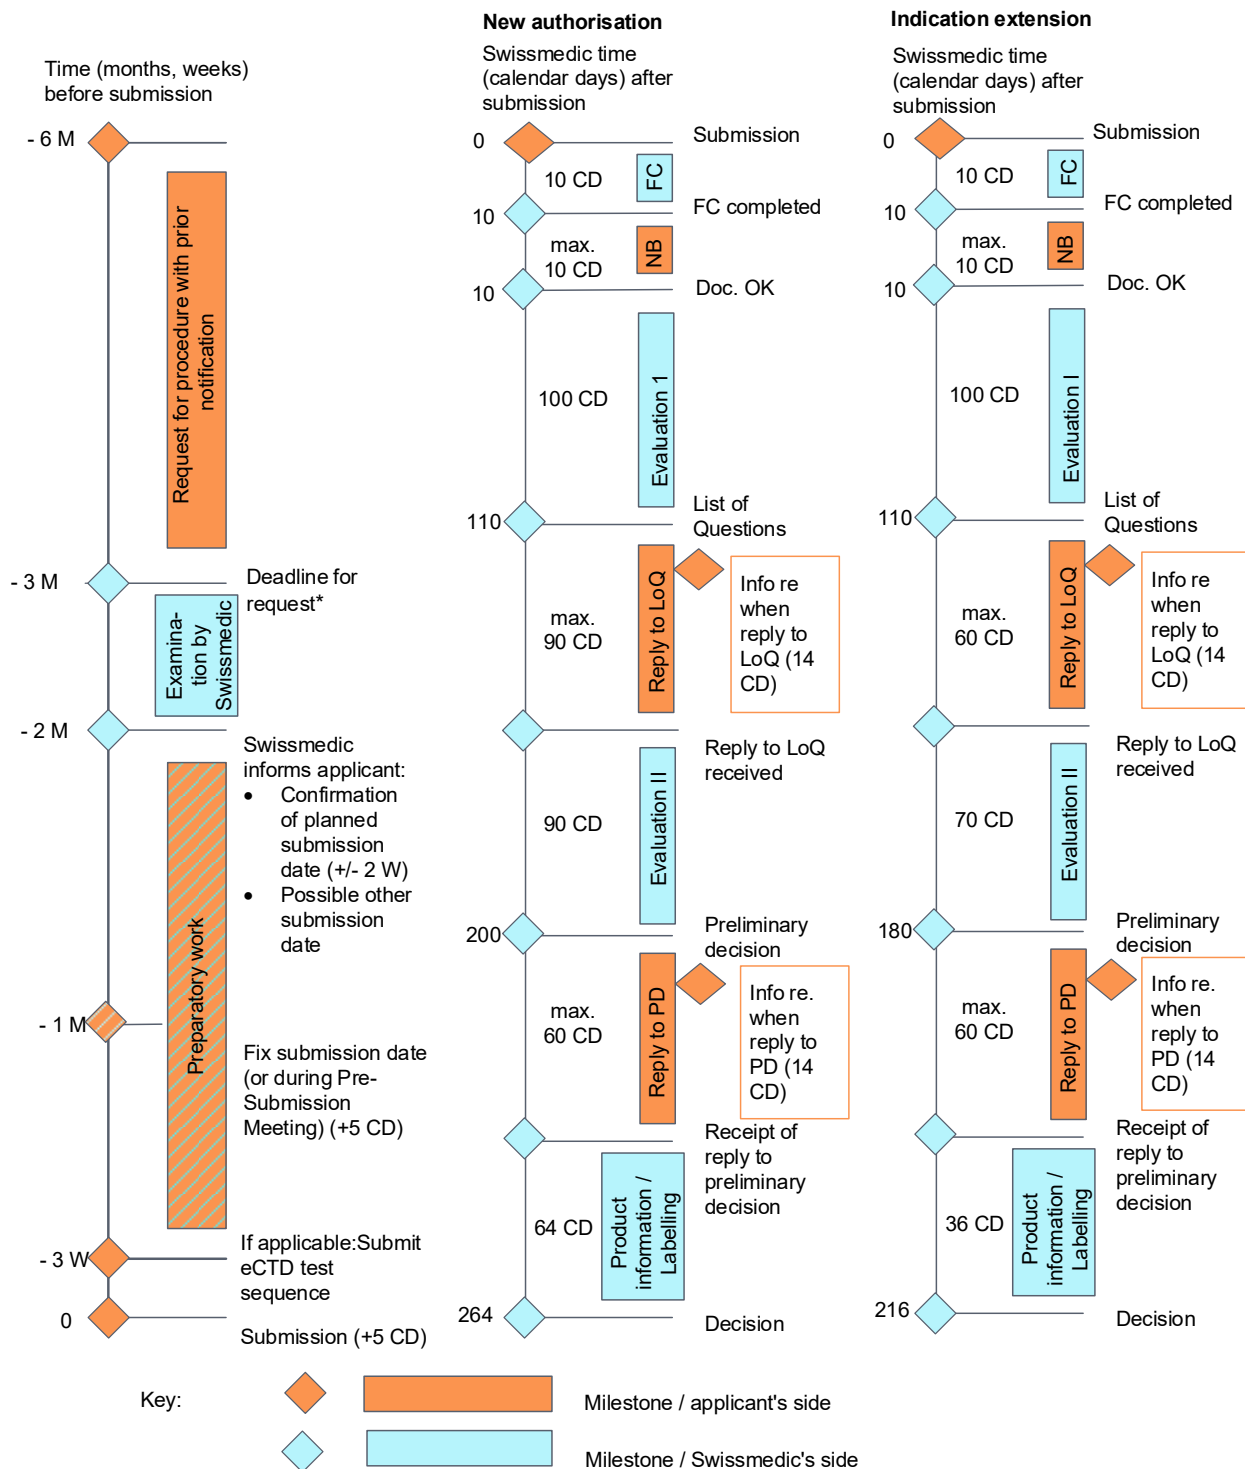 Time (months, weeks)
before submission
- 6 M
Request for procedure with prior
notification
- 3 M
Deadline for
request*
Examina-
tion by
Swissmedic
- 2 M
Swissmedic
informs applicant:
• Confirmation
of planned
submission
date (+/- 2 W)
• Possible other
submission
date
Preparatory work
- 1 M
Fix submission date
(or during Pre-
Submission
Meeting) (+5 CD)
- 3 W
If applicable:Submit
eCTD test
sequence
0
Submission (+5 CD)
New authorisation
Swissmedic time
(calendar days) after
submission
0
Submission
10 CD
FC
10
FC completed
max.
10 CD
NB
10
Doc. OK
100 CD
Evaluation 1
110
List of
Questions
max.
90 CD
Reply to LoQ
Info re
when
reply to
LoQ (14
CD)
Reply to LoQ
received
90 CD
Evaluation II
200
Preliminary
decision
max.
60 CD
Reply to PD
Info re.
when
reply to
PD (14
CD)
Receipt of
reply to
preliminary
decision
64 CD
Product
information /
Labelling
264
Decision
Indication extension
Swissmedic time
(calendar days) after
submission
0
Submission
10 CD
FC
10
FC completed
max.
10 CD
NB
10
Doc. OK
100 CD
Evaluation I
110
List of
Questions
max.
60 CD
Reply to LoQ
Info re
when
reply to
LoQ (14
CD)
Reply to LoQ
received
70 CD
Evaluation II
180
Preliminary
decision
max.
60 CD
Reply to PD
Info re.
when
reply to
PD (14
CD)
Receipt of
reply to
preliminary
decision
36 CD
Product
information /
Labelling
216
Decision
Key:
Milestone / applicant's side
Milestone / Swissmedic's side